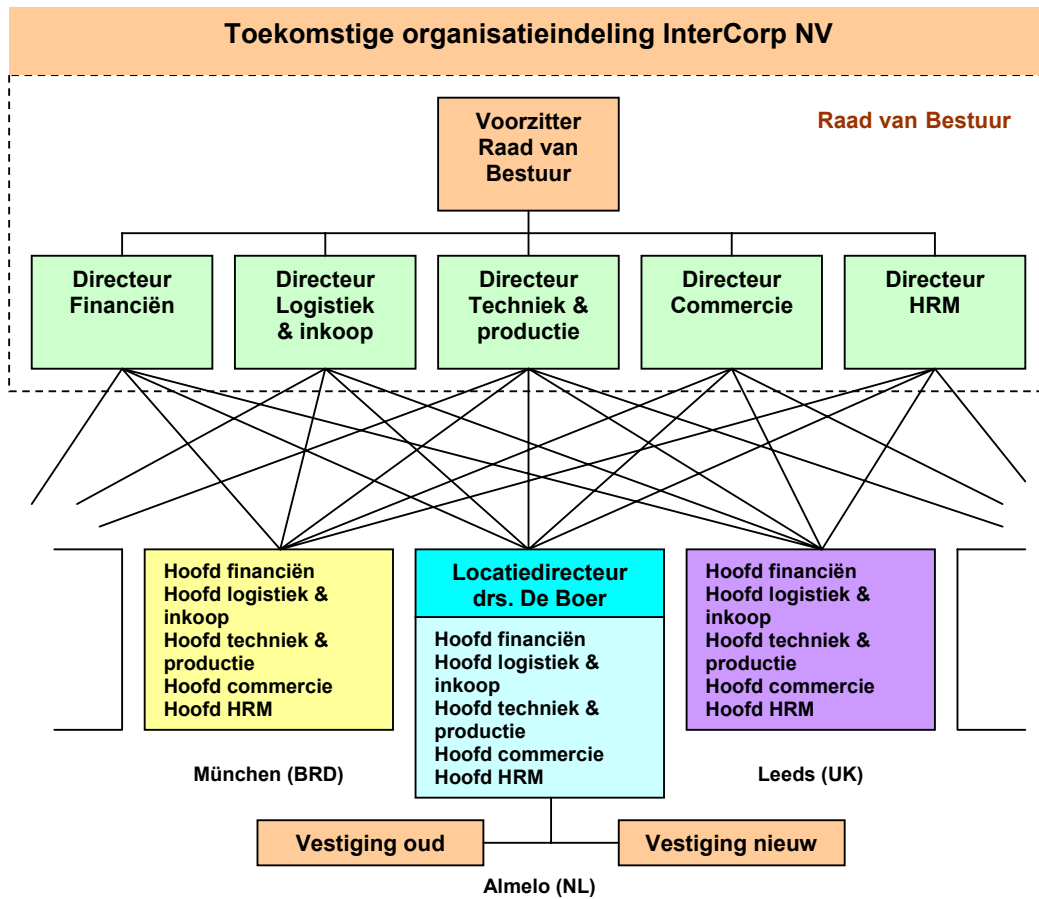 Toekomstige organisatieindeling InterCorp NV
Raad van Bestuur
Voorzitter
Raad van
Bestuur
Directeur
Financiën
Directeur
Logistiek
& inkoop
Directeur
Techniek &
productie
Directeur
Commercie
Directeur
HRM
Hoofd financiën
Hoofd logistiek &
inkoop
Hoofd techniek &
productie
Hoofd commercie
Hoofd HRM
München (BRD)
Locatiedirecteur
drs. De Boer
Hoofd financiën
Hoofd logistiek &
inkoop
Hoofd techniek &
productie
Hoofd commercie
Hoofd HRM
Hoofd financiën
Hoofd logistiek &
inkoop
Hoofd techniek &
productie
Hoofd commercie
Hoofd HRM
Leeds (UK)
Vestiging oud
Vestiging nieuw
Almelo (NL)